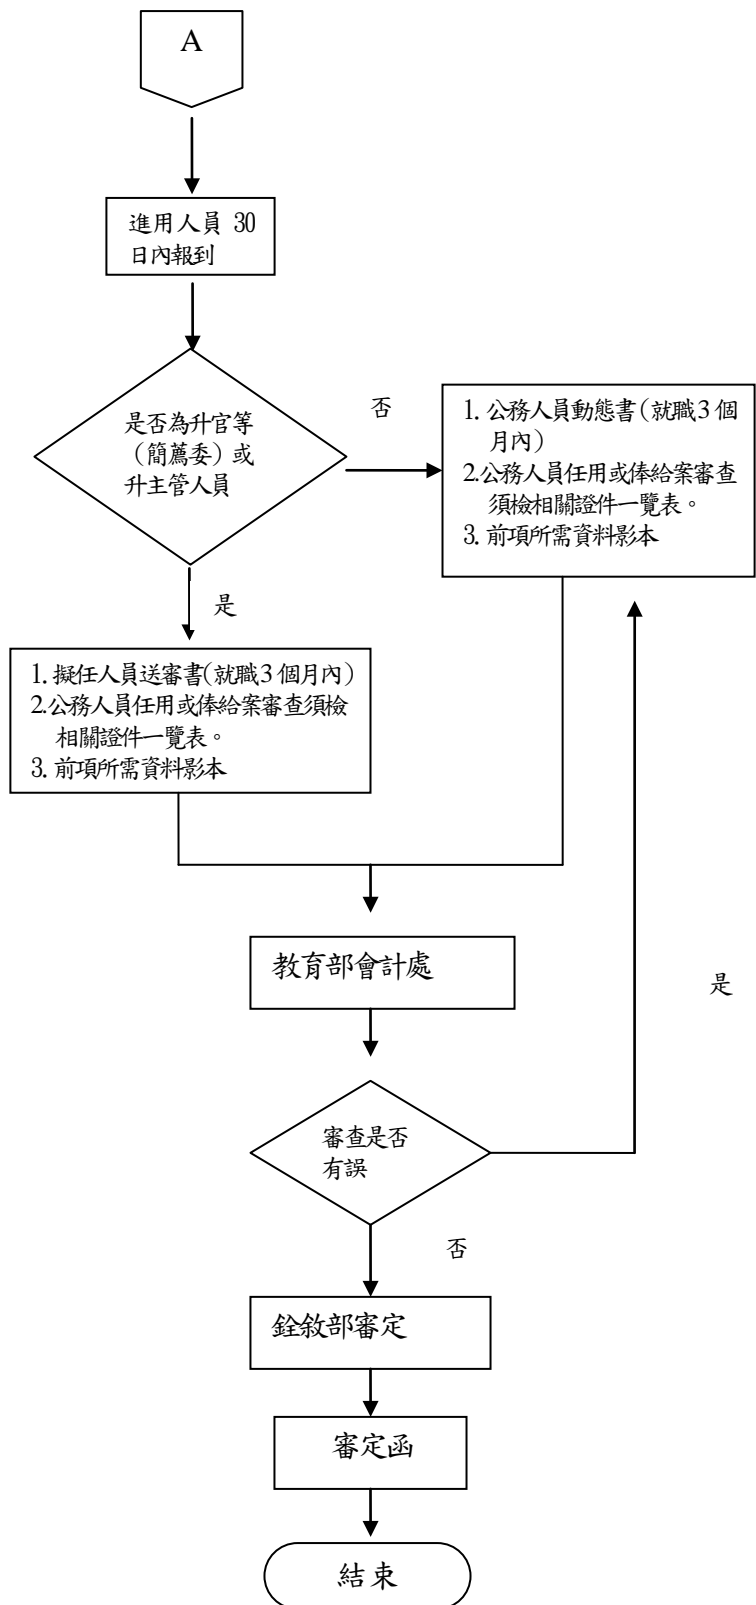 A
進用人員 30
日內報到
是否為升官等
（簡薦委）或
升主管人員
否
1. 公務人員動態書(就職3個
月內)
2.公務人員任用或俸給案審查
須檢相關證件一覽表。
3. 前項所需資料影本
是
1. 擬任人員送審書(就職3個月內)
2.公務人員任用或俸給案審查須檢
相關證件一覽表。
3. 前項所需資料影本
教育部會計處
是
審查是否
有誤
否
銓敘部審定
審定函
結束